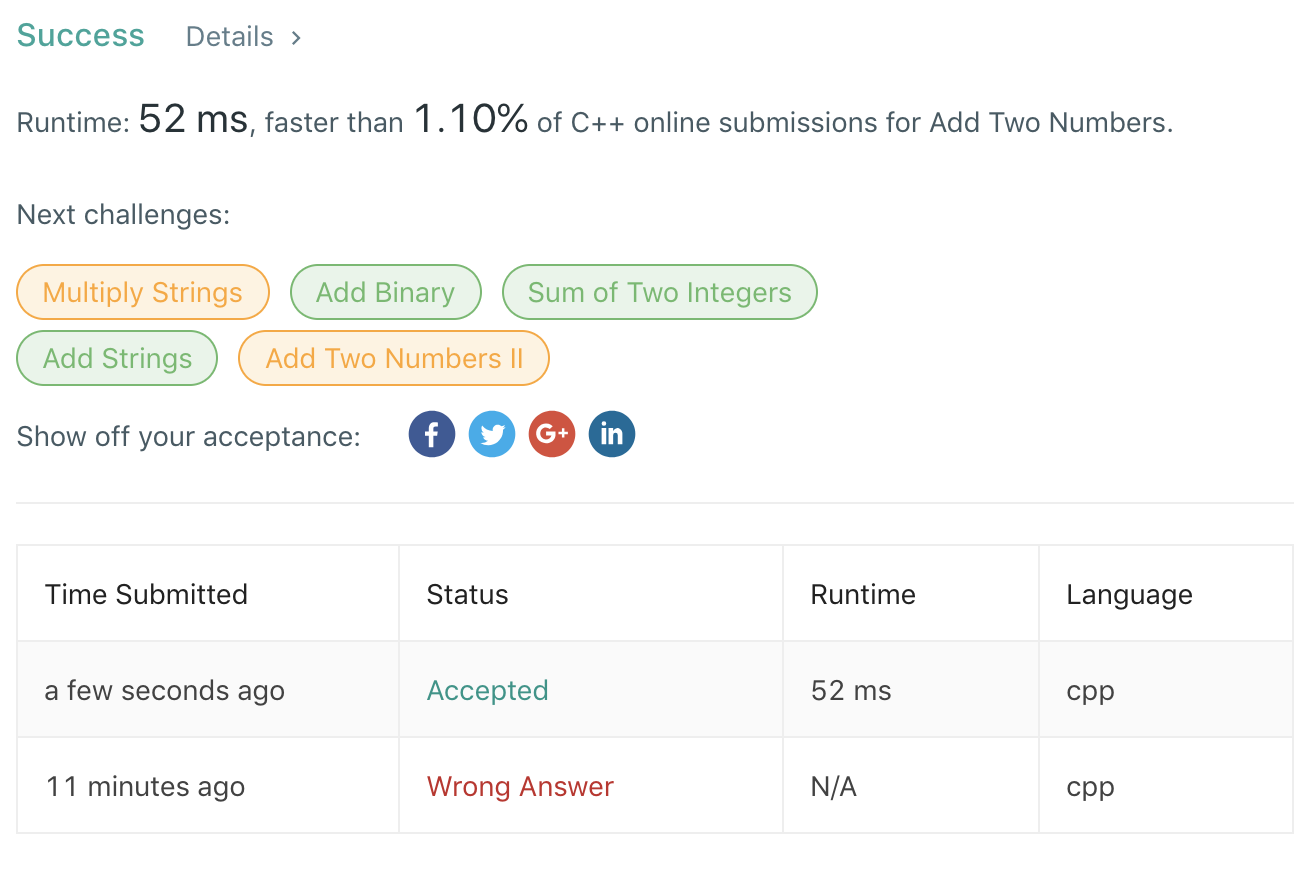 Success Details >
Runtime: 52 ms, faster than 1.10% of C++ online submissions for Add Two Numbers.
Next challenges:
Multiply Strings Add Binary Sum of Two Integers
Add Strings Add Two Numbers II
Show off your acceptance: f G+ in
Time Submitted Status Runtime Language
a few seconds ago Accepted 52 ms cpp
11 minutes ago Wrong Answer N/A cpp